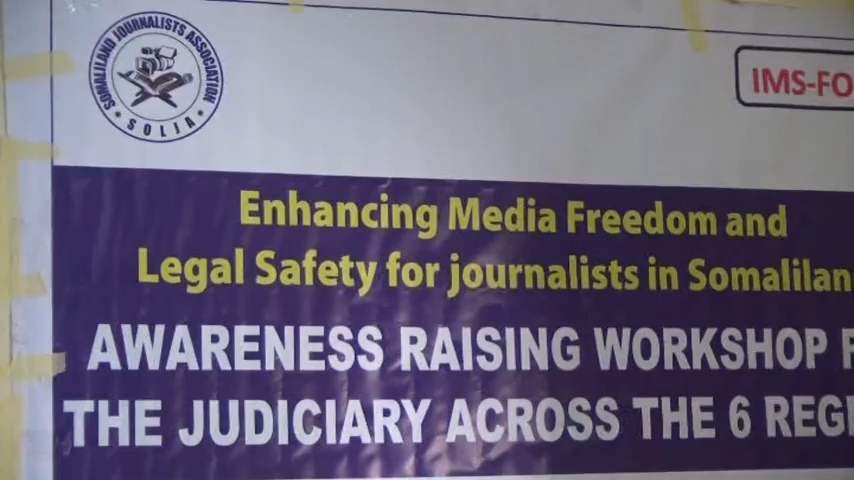 SOMALILAND JOURNALISTS ASSOCIATION
SOLJA
IMS-FO
Enhancing Media Freedom and
Legal Safety for journalists in Somalilan
AWARENESS RAISING WORKSHOP F
THE JUDICIARY ACROSS THE 6 REGI